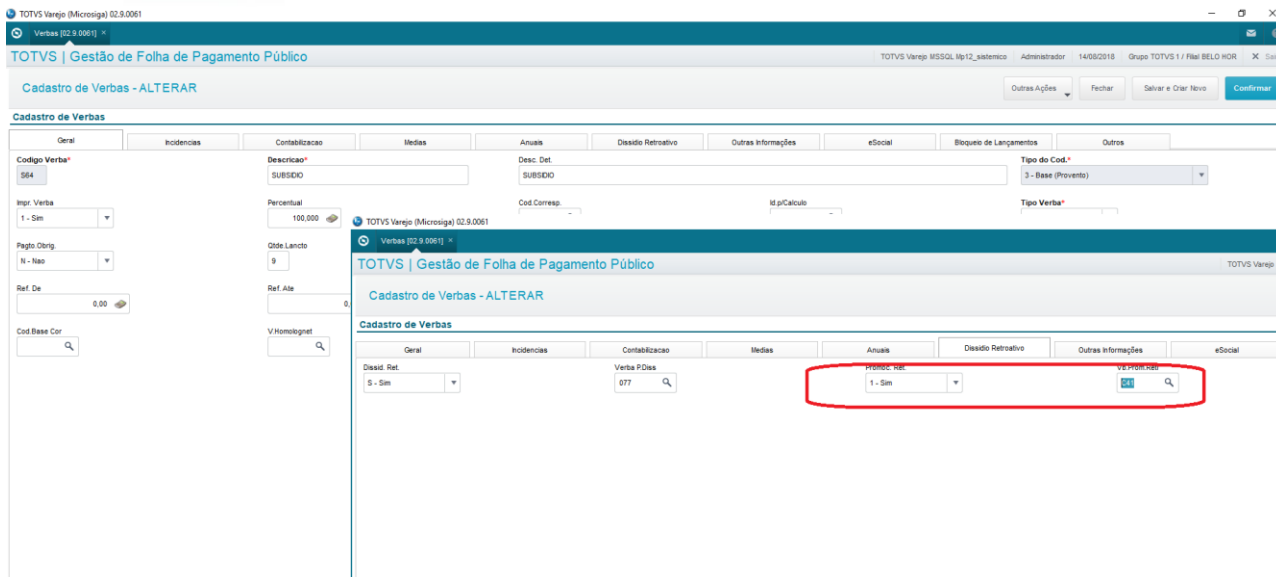 TOTVS Varejo (Microsiga) 02.9.0061
Verbas [02.9.0061] ×
TOTVS | Gestão de Folha de Pagamento Público
TOTVS Varejo MSSQL Mp12_sistemico Administrador 14/08/2018 Grupo TOTVS 1 / Filial BELO HOR X Sai
Cadastro de Verbas - ALTERAR
Outras Ações Fechar Salvar e Criar Novo Confirmar
Cadastro de Verbas
Geral Incidencias Contabilizacao Medias Anuais Dissidio Retroativo Outras Informações eSocial Bloqueio de Lançamentos Outros
Codigo Verba* Descricao* Desc. Det. Tipo do Cod.*
S64 SUBSIDIO SUBSIDIO 3 - Base (Provento)
Impr. Verba Percentual Cod.Corresp. Id.p/Calculo Tipo Verba*
1 - Sim 100,000
Pagto.Obrig. Qtde.Lancto
N - Nao 9
Ref. De Ref. Ate
0,00 0,
Cod.Base Cor V.Homolognet
TOTVS Varejo (Microsiga) 02.9.0061
Verbas [02.9.0061] ×
TOTVS | Gestão de Folha de Pagamento Público
TOTVS Varejo
Cadastro de Verbas - ALTERAR
Cadastro de Verbas
Geral Incidencias Contabilizacao Medias Anuais Dissidio Retroativo Outras Informações eSocial
Dissid. Ret. Verba P.Diss Promoc. Ret. Vb.Prom.Ret
S - Sim 077 1 - Sim